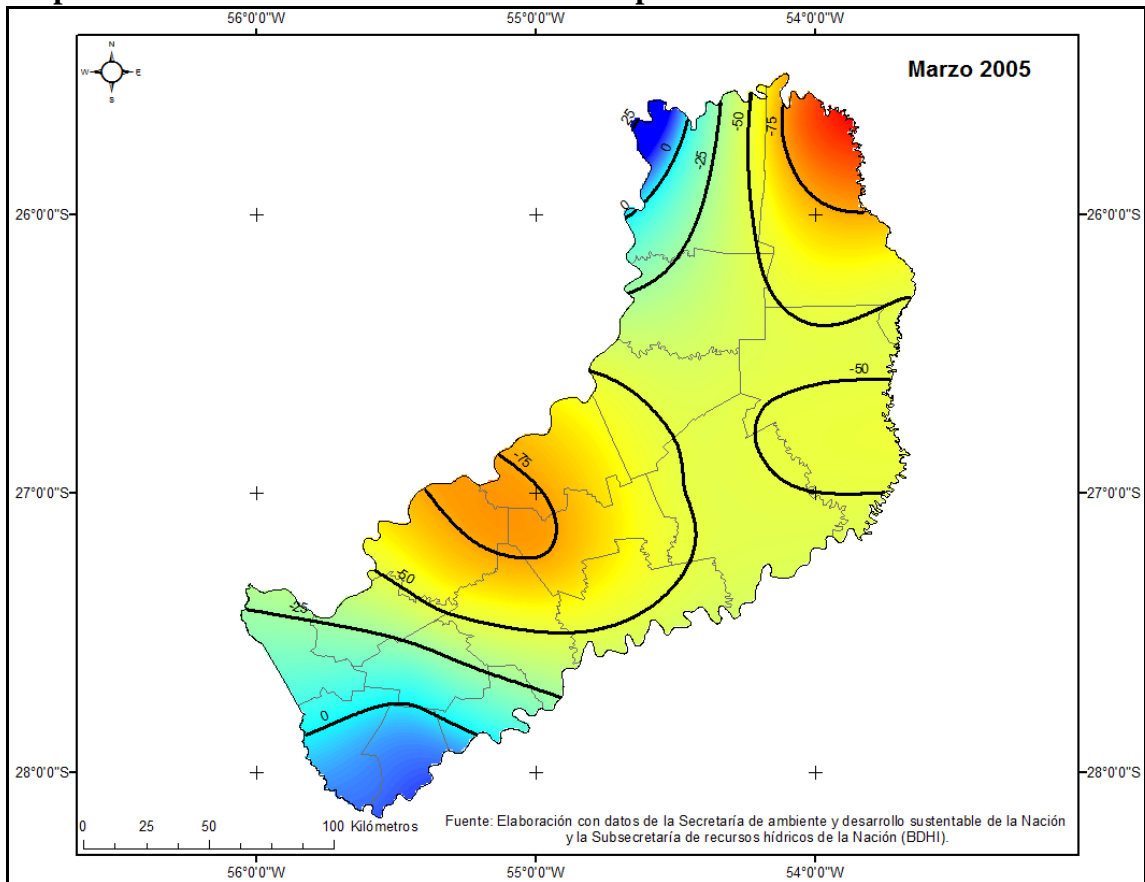 56°0'0"W 55°0'0"W 54°0'0"W
N
W E
S
Marzo 2005
25
0
-25
-50
-75
0
26°0'0"S 26°0'0"S
-50
-75
27°0'0"S 27°0'0"S
-50
-25
0
28°0'0"S 28°0'0"S
0 25 50 100 Kilómetros
Fuente: Elaboración con datos de la Secretaría de ambiente y desarrollo sustentable de la Nación
y la Subsecretaría de recursos hídricos de la Nación (BDHI).
56°0'0"W 55°0'0"W 54°0'0"W